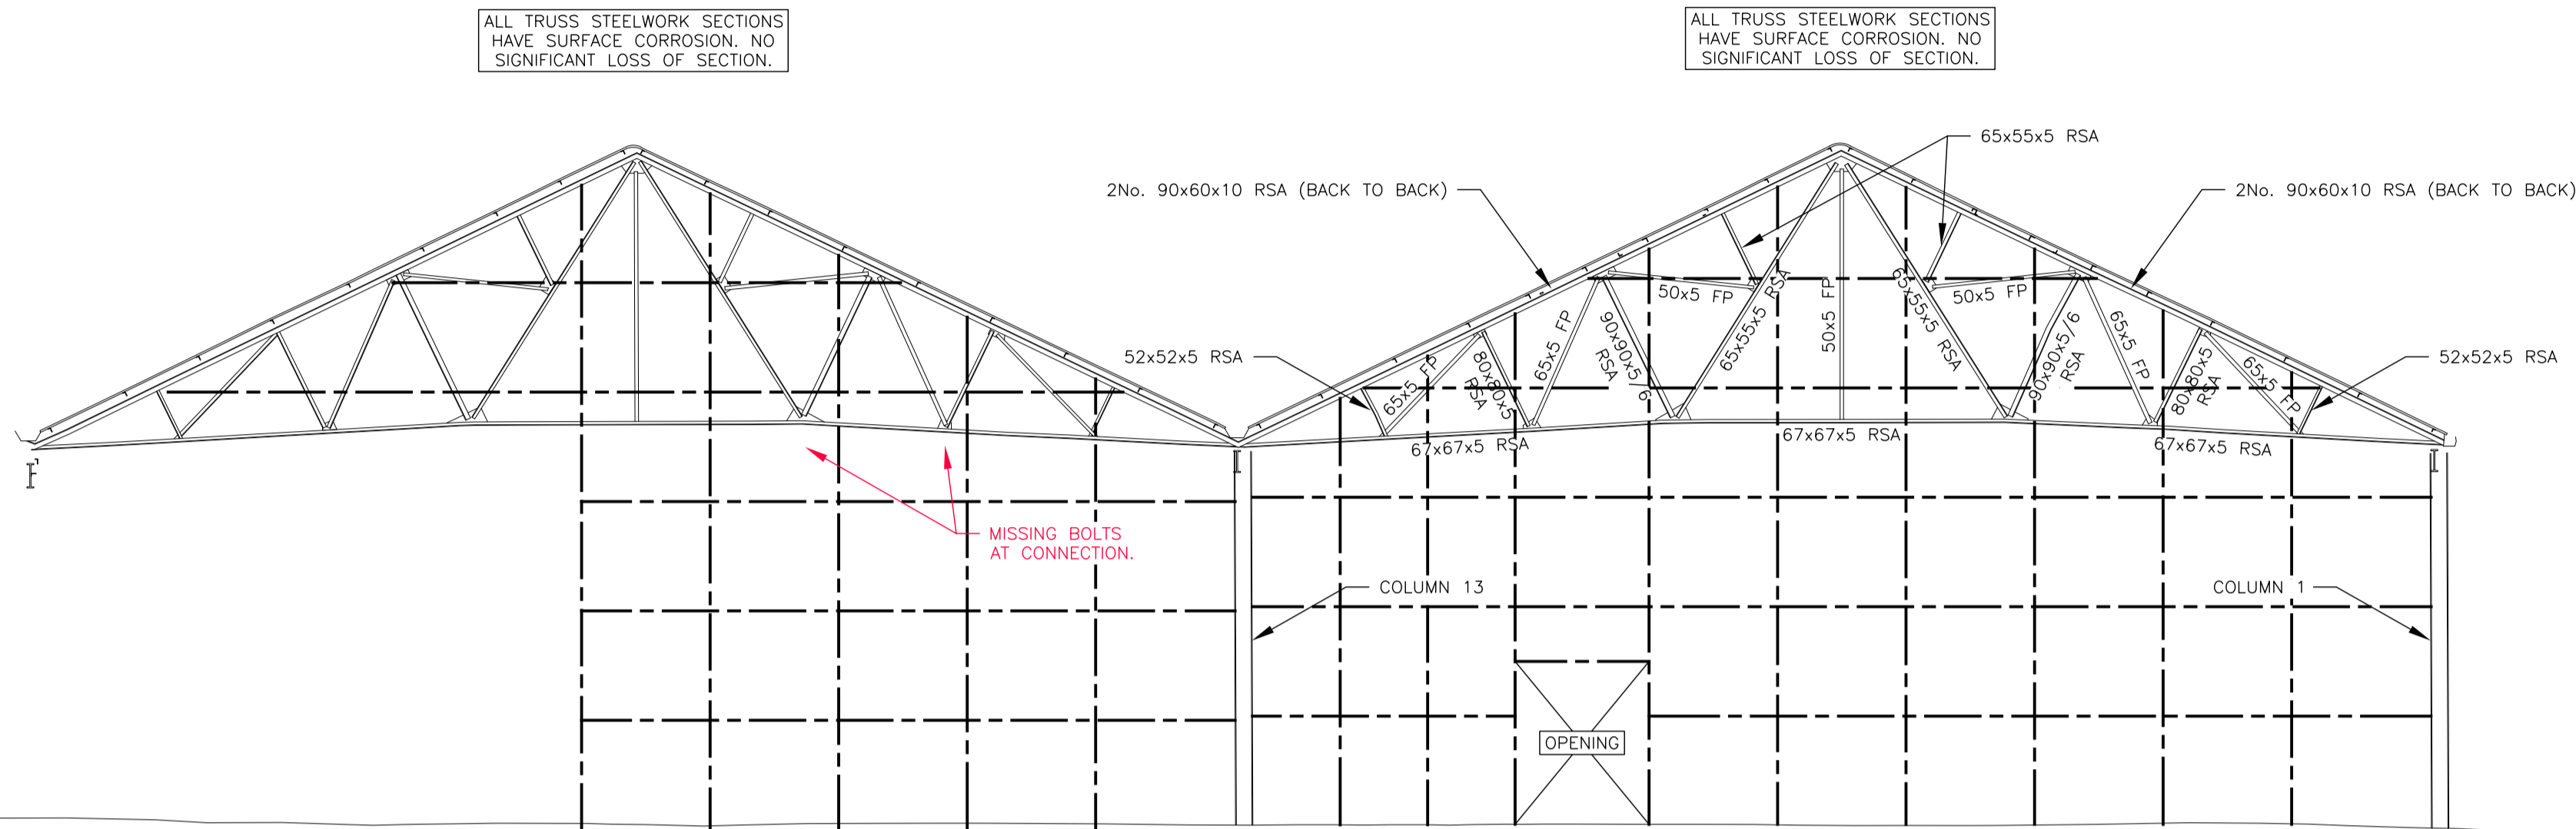 ALL TRUSS STEELWORK SECTIONS
HAVE SURFACE CORROSION. NO
SIGNIFICANT LOSS OF SECTION.
ALL TRUSS STEELWORK SECTIONS
HAVE SURFACE CORROSION. NO
SIGNIFICANT LOSS OF SECTION.
65x55x5 RSA
2No. 90x60x10 RSA (BACK TO BACK)
2No. 90x60x10 RSA (BACK TO BACK)
50x5 FP
50x5 FP
50x5 FP
52x52x5 RSA
65x5 FP
80x80x5
RSA
65x5 FP
90x90x5/6
RSA
65x55x5 RSA
65x55x5 RSA
90x90x5/6
RSA
65x5 FP
80x80x5
RSA
65x5 FP
52x52x5 RSA
67x67x5 RSA
67x67x5 RSA
67x67x5 RSA
MISSING BOLTS
AT CONNECTION.
COLUMN 13
COLUMN 1
OPENING